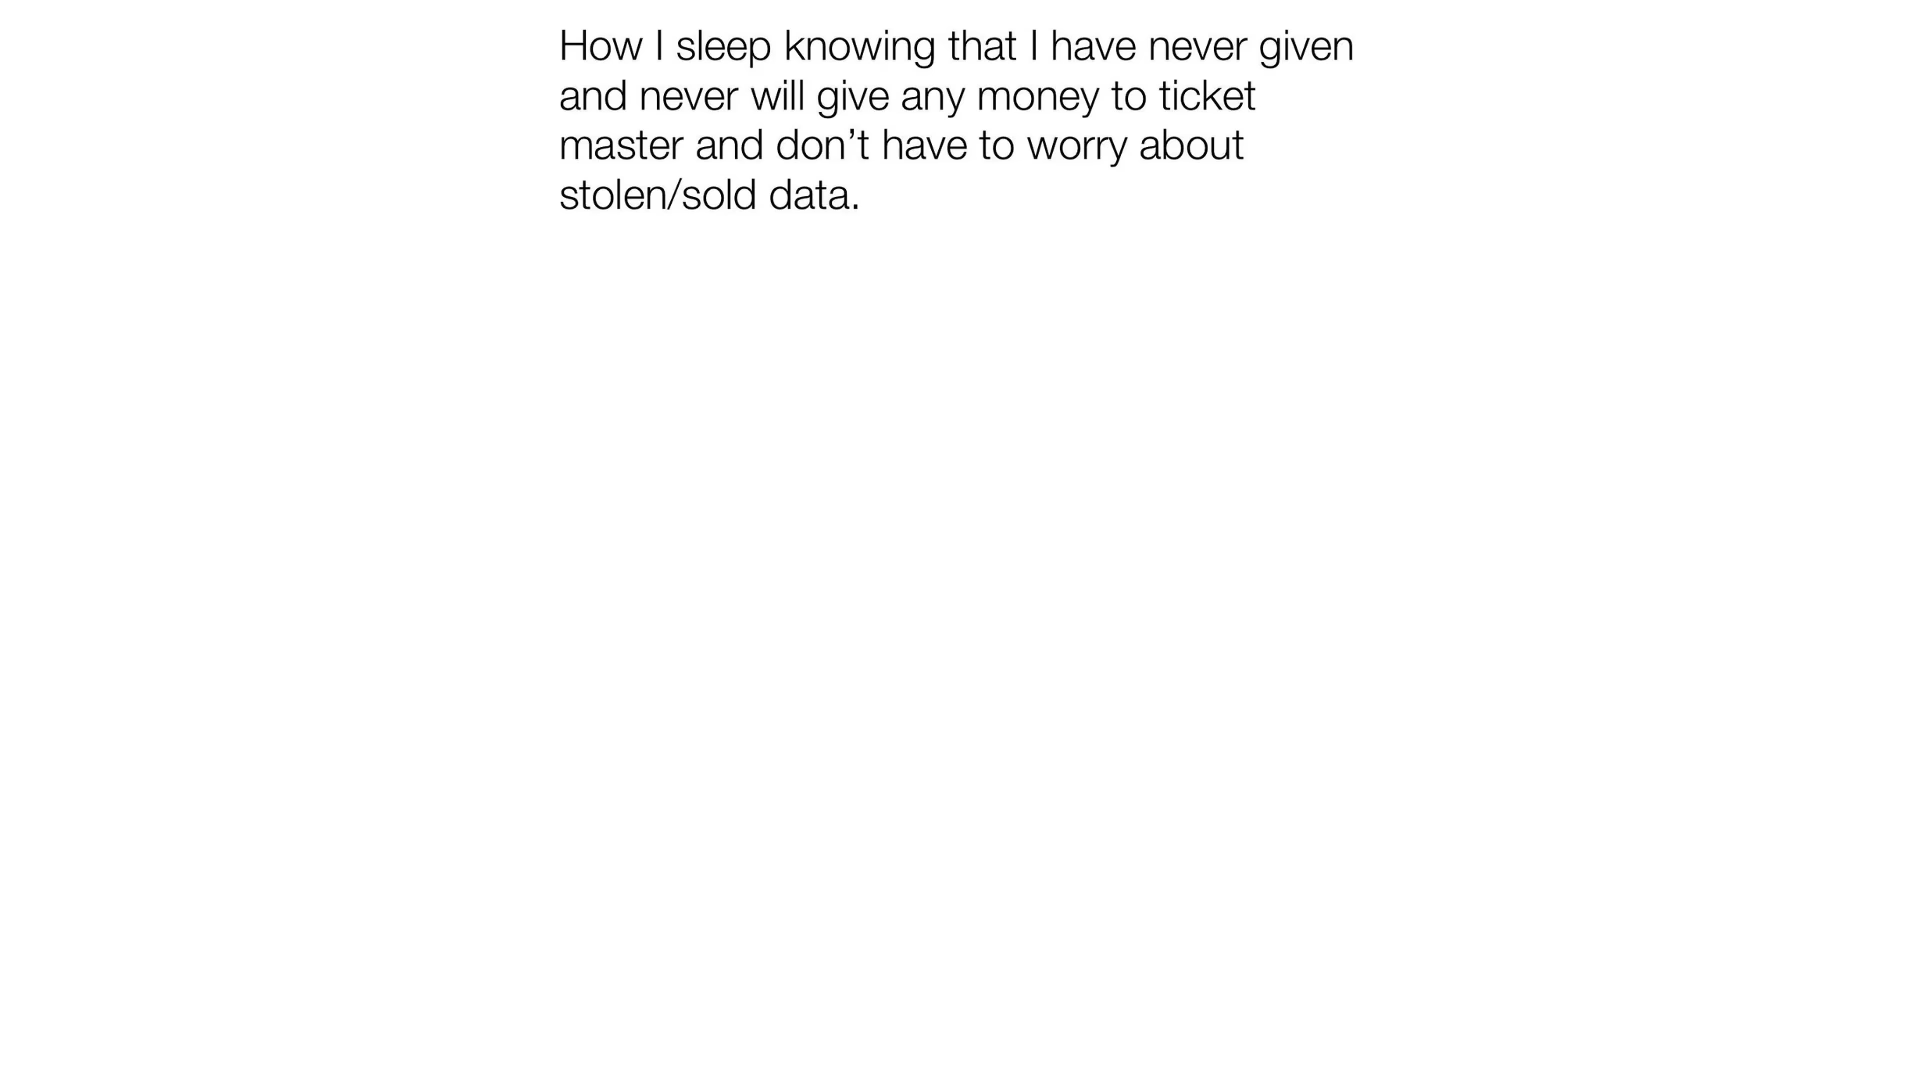 How I sleep knowing that I have never given
and never will give any money to ticket
master and don’t have to worry about
stolen/sold data.